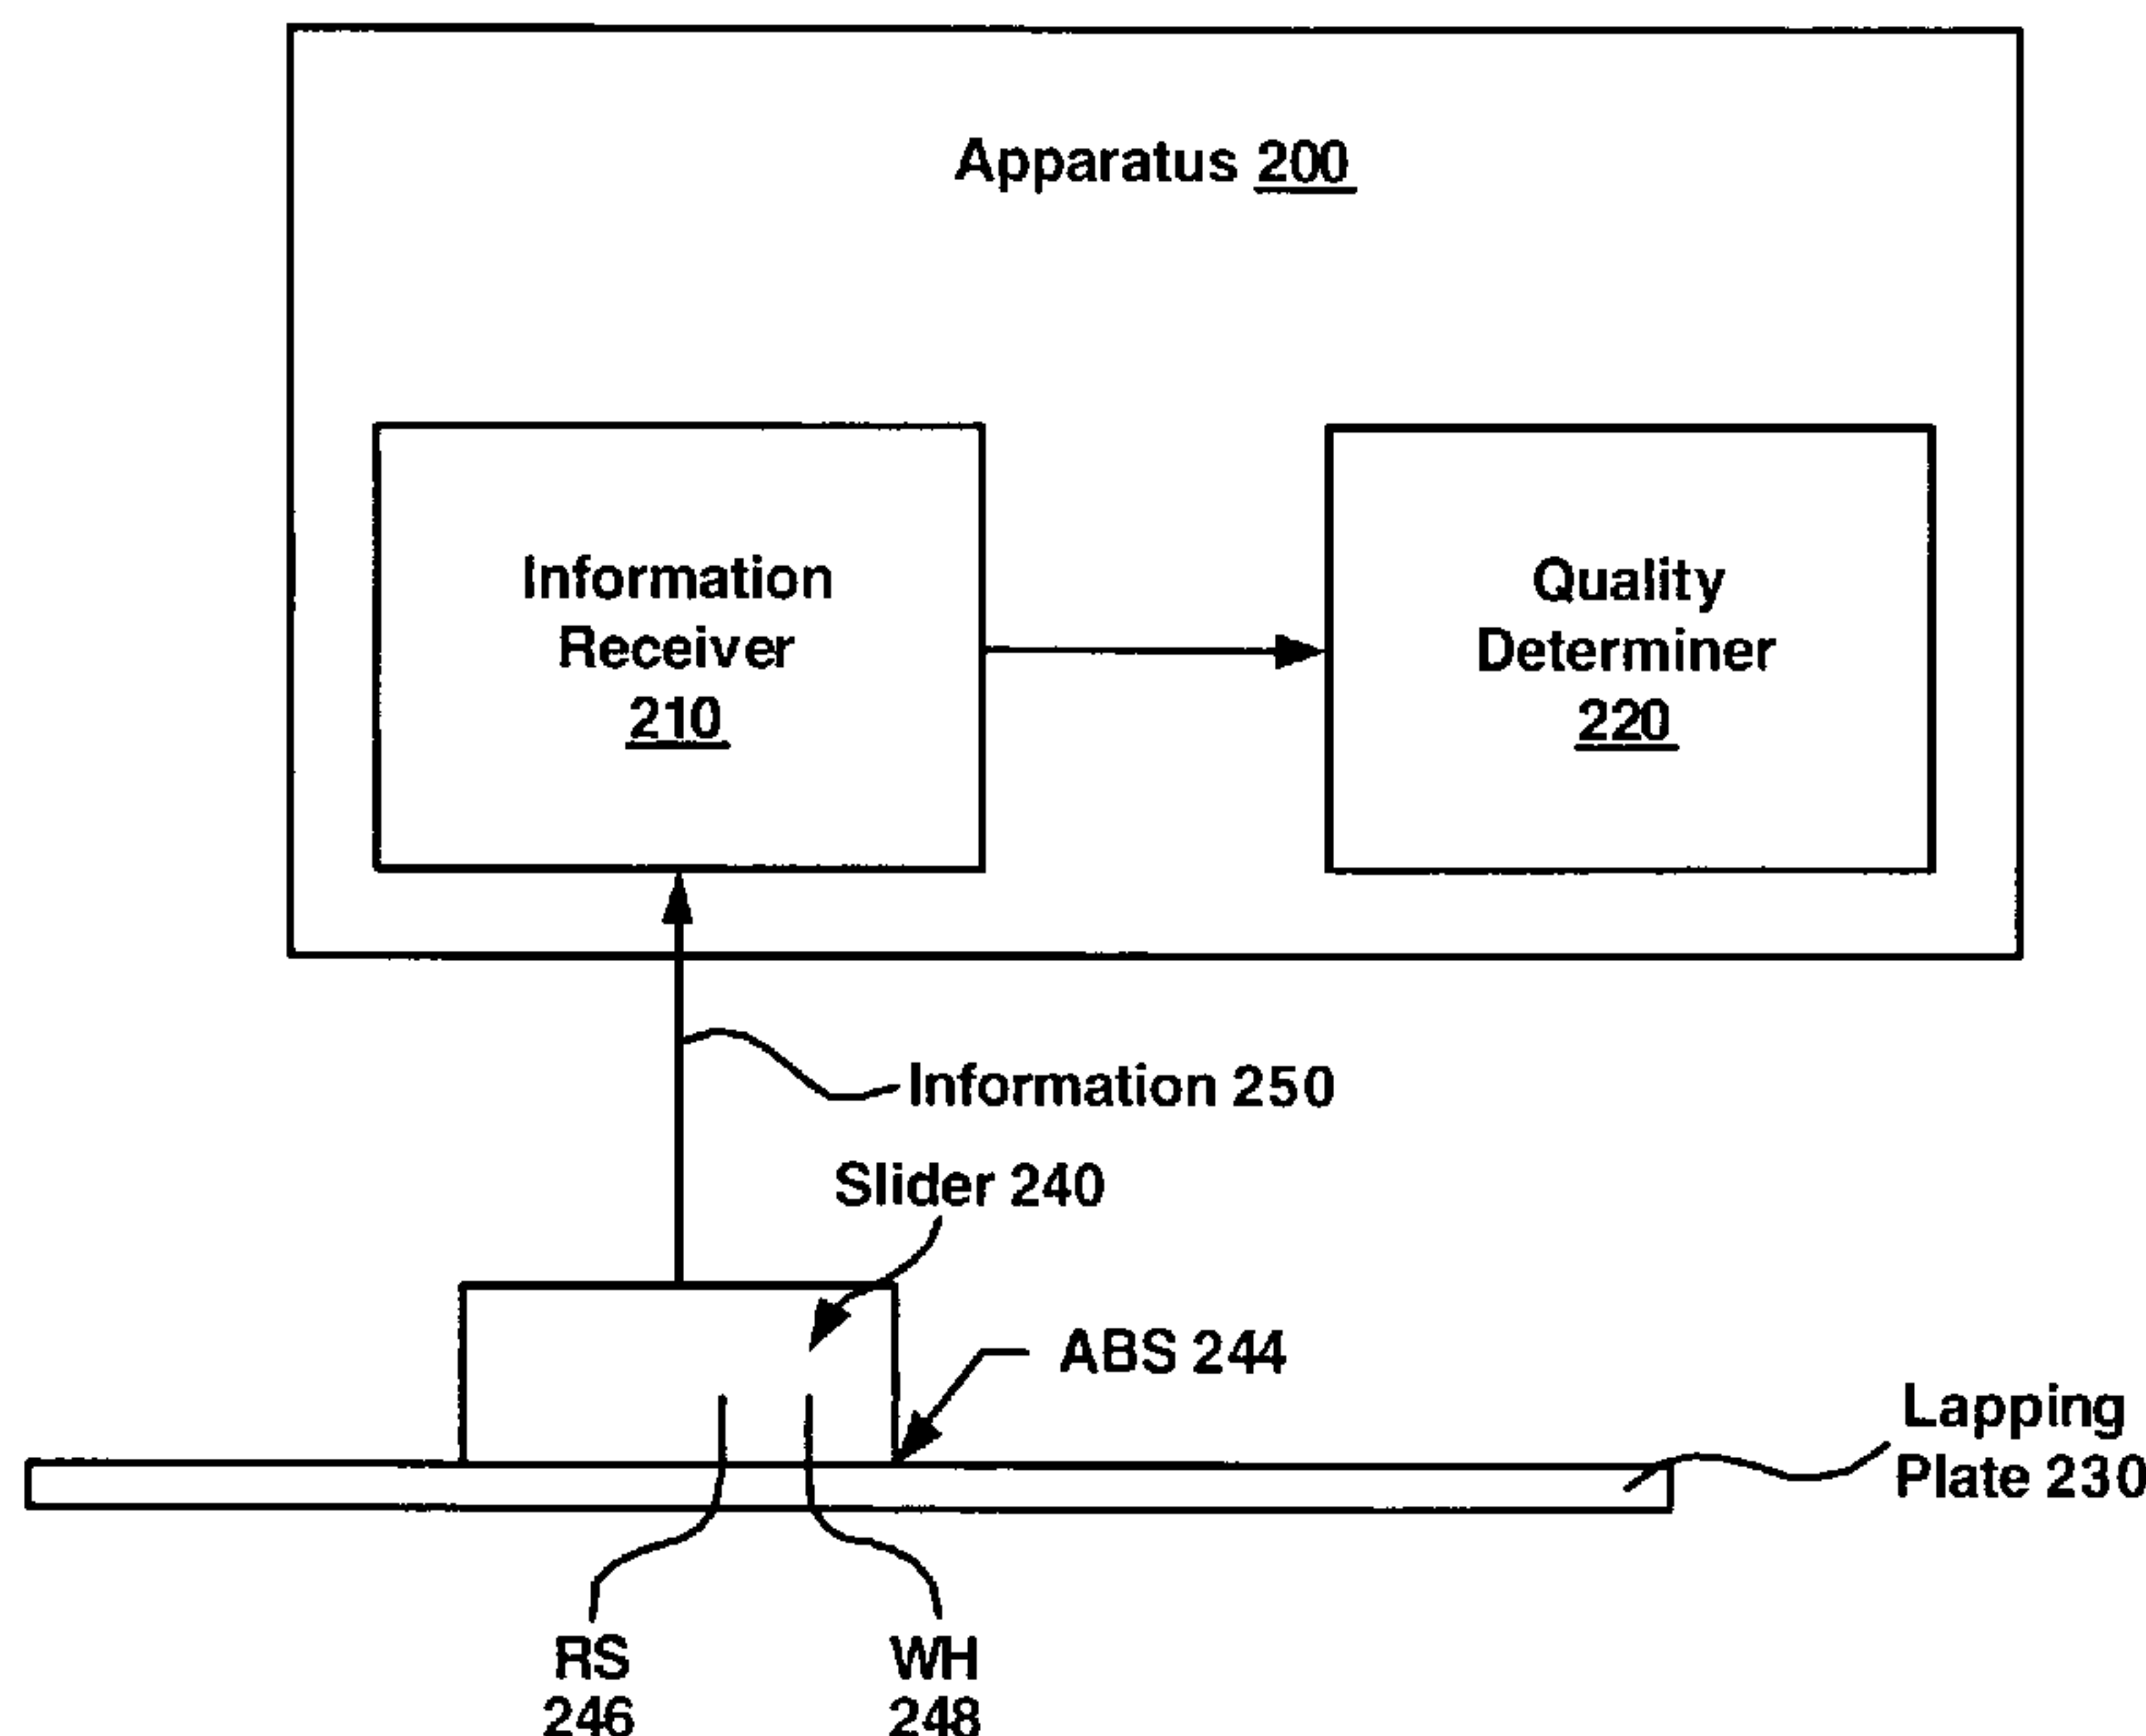 Apparatus 200
Information
Receiver
210
Quality
Determiner
220
Information 250
Slider 240
ABS 244
Lapping
Plate 230
RS
246
WH
248